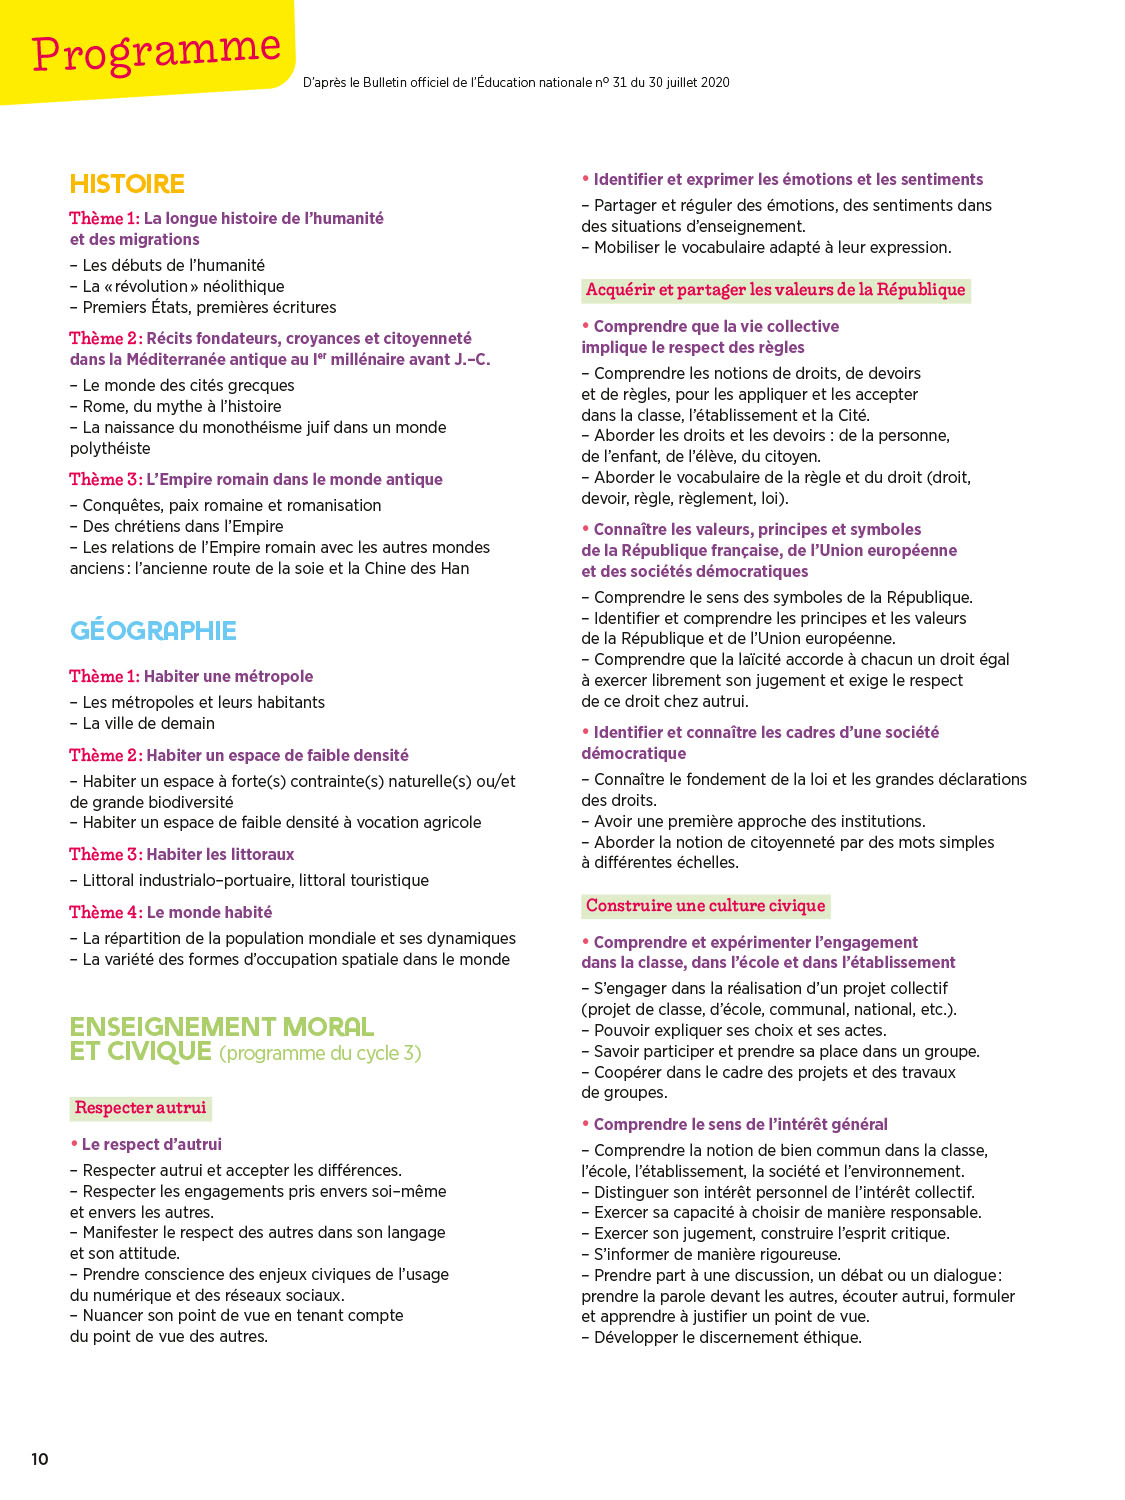 Programme
D'après le Bulletin officiel de l'Éducation nationale nº 31 du 30 juillet 2020
HISTOIRE
Thème 1 : La longue histoire de l'humanité
et des migrations
– Les débuts de l'humanité
– La « révolution » néolithique
– Premiers États, premières écritures
Thème 2 : Récits fondateurs, croyances et citoyenneté
dans la Méditerranée antique au Ier millénaire avant J.-C.
– Le monde des cités grecques
– Rome, du mythe à l'histoire
– La naissance du monothéisme juif dans un monde
polythéiste
Thème 3 : L'Empire romain dans le monde antique
– Conquêtes, paix romaine et romanisation
– Des chrétiens dans l'Empire
– Les relations de l'Empire romain avec les autres mondes
anciens : l'ancienne route de la soie et la Chine des Han
GÉOGRAPHIE
Thème 1 : Habiter une métropole
– Les métropoles et leurs habitants
– La ville de demain
Thème 2 : Habiter un espace de faible densité
– Habiter un espace à forte(s) contrainte(s) naturelle(s) ou/et
de grande biodiversité
– Habiter un espace de faible densité à vocation agricole
Thème 3 : Habiter les littoraux
– Littoral industrialo-portuaire, littoral touristique
Thème 4 : Le monde habité
– La répartition de la population mondiale et ses dynamiques
– La variété des formes d'occupation spatiale dans le monde
ENSEIGNEMENT MORAL
ET CIVIQUE (programme du cycle 3)
Respecter autrui
• Le respect d'autrui
– Respecter autrui et accepter les différences.
– Respecter les engagements pris envers soi-même
et envers les autres.
– Manifester le respect des autres dans son langage
et son attitude.
– Prendre conscience des enjeux civiques de l'usage
du numérique et des réseaux sociaux.
– Nuancer son point de vue en tenant compte
du point de vue des autres.
• Identifier et exprimer les émotions et les sentiments
– Partager et réguler des émotions, des sentiments dans
des situations d'enseignement.
– Mobiliser le vocabulaire adapté à leur expression.
Acquérir et partager les valeurs de la République
• Comprendre que la vie collective
implique le respect des règles
– Comprendre les notions de droits, de devoirs
et de règles, pour les appliquer et les accepter
dans la classe, l'établissement et la Cité.
– Aborder les droits et les devoirs : de la personne,
de l'enfant, de l'élève, du citoyen.
– Aborder le vocabulaire de la règle et du droit (droit,
devoir, règle, règlement, loi).
• Connaître les valeurs, principes et symboles
de la République française, de l'Union européenne
et des sociétés démocratiques
– Comprendre le sens des symboles de la République.
– Identifier et comprendre les principes et les valeurs
de la République et de l'Union européenne.
– Comprendre que la laïcité accorde à chacun un droit égal
à exercer librement son jugement et exige le respect
de ce droit chez autrui.
• Identifier et connaître les cadres d'une société
démocratique
– Connaître le fondement de la loi et les grandes déclarations
des droits.
– Avoir une première approche des institutions.
– Aborder la notion de citoyenneté par des mots simples
à différentes échelles.
Construire une culture civique
• Comprendre et expérimenter l'engagement
dans la classe, dans l'école et dans l'établissement
– S'engager dans la réalisation d'un projet collectif
(projet de classe, d'école, communal, national, etc.).
– Pouvoir expliquer ses choix et ses actes.
– Savoir participer et prendre sa place dans un groupe.
– Coopérer dans le cadre des projets et des travaux
de groupes.
• Comprendre le sens de l'intérêt général
– Comprendre la notion de bien commun dans la classe,
l'école, l'établissement, la société et l'environnement.
– Distinguer son intérêt personnel de l'intérêt collectif.
– Exercer sa capacité à choisir de manière responsable.
– Exercer son jugement, construire l'esprit critique.
– S'informer de manière rigoureuse.
– Prendre part à une discussion, un débat ou un dialogue :
prendre la parole devant les autres, écouter autrui, formuler
et apprendre à justifier un point de vue.
– Développer le discernement éthique.
10